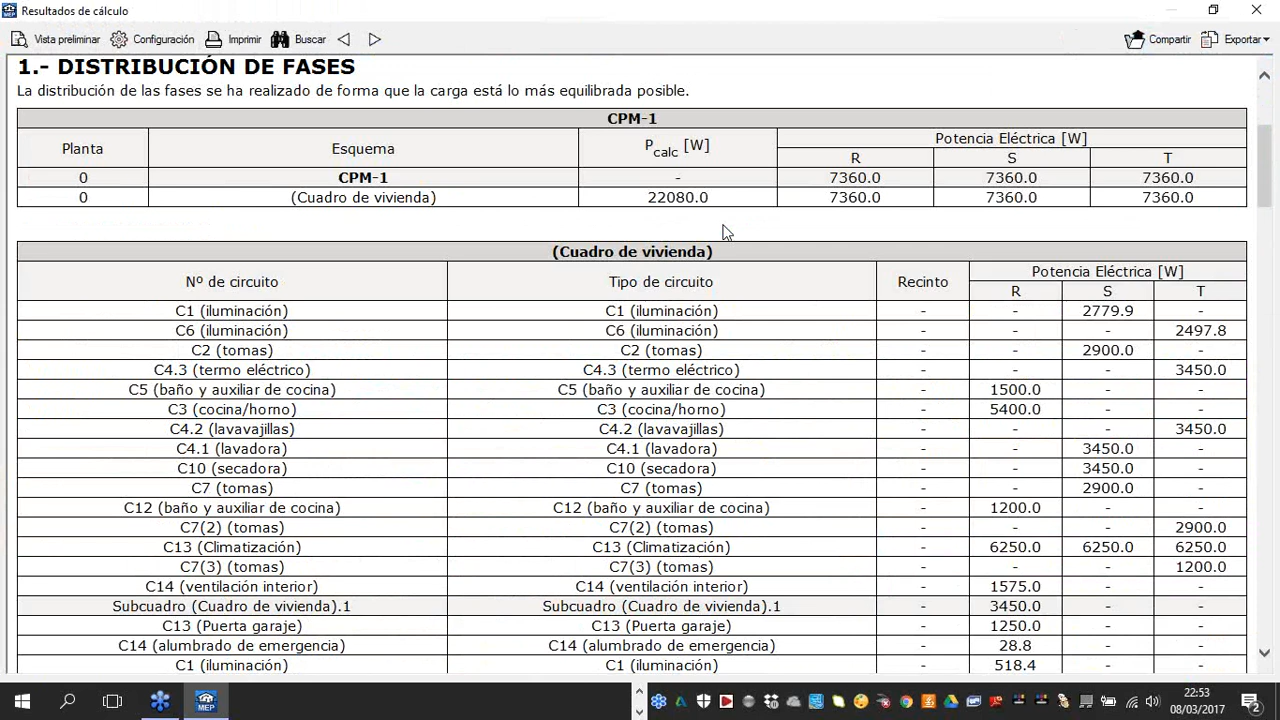 Resultados de cálculo
Vista preliminar Configuración Imprimir Buscar Compartir Exportar
1.- DISTRIBUCIÓN DE FASES
La distribución de las fases se ha realizado de forma que la carga está lo más equilibrada posible.
CPM-1
Planta Esquema Pcalc [W] Potencia Eléctrica [W]
R S T
0 CPM-1 - 7360.0 7360.0 7360.0
0 (Cuadro de vivienda) 22080.0 7360.0 7360.0 7360.0
(Cuadro de vivienda)
Nº de circuito Tipo de circuito Recinto Potencia Eléctrica [W]
R S T
C1 (iluminación) C1 (iluminación) - - 2779.9 -
C6 (iluminación) C6 (iluminación) - - - 2497.8
C2 (tomas) C2 (tomas) - - 2900.0 -
C4.3 (termo eléctrico) C4.3 (termo eléctrico) - - - 3450.0
C5 (baño y auxiliar de cocina) C5 (baño y auxiliar de cocina) - 1500.0 - -
C3 (cocina/horno) C3 (cocina/horno) - 5400.0 - -
C4.2 (lavavajillas) C4.2 (lavavajillas) - - - 3450.0
C4.1 (lavadora) C4.1 (lavadora) - - 3450.0 -
C10 (secadora) C10 (secadora) - - 3450.0 -
C7 (tomas) C7 (tomas) - - 2900.0 -
C12 (baño y auxiliar de cocina) C12 (baño y auxiliar de cocina) - 1200.0 - -
C7(2) (tomas) C7(2) (tomas) - - - 2900.0
C13 (Climatización) C13 (Climatización) - 6250.0 6250.0 6250.0
C7(3) (tomas) C7(3) (tomas) - - - 1200.0
C14 (ventilación interior) C14 (ventilación interior) - 1575.0 - -
Subcuadro (Cuadro de vivienda).1 Subcuadro (Cuadro de vivienda).1 - 3450.0 - -
C13 (Puerta garaje) C13 (Puerta garaje) - 1250.0 - -
C14 (alumbrado de emergencia) C14 (alumbrado de emergencia) - 28.8 - -
C1 (iluminación) C1 (iluminación) - 518.4 - -
MEP
22:53
08/03/2017
2